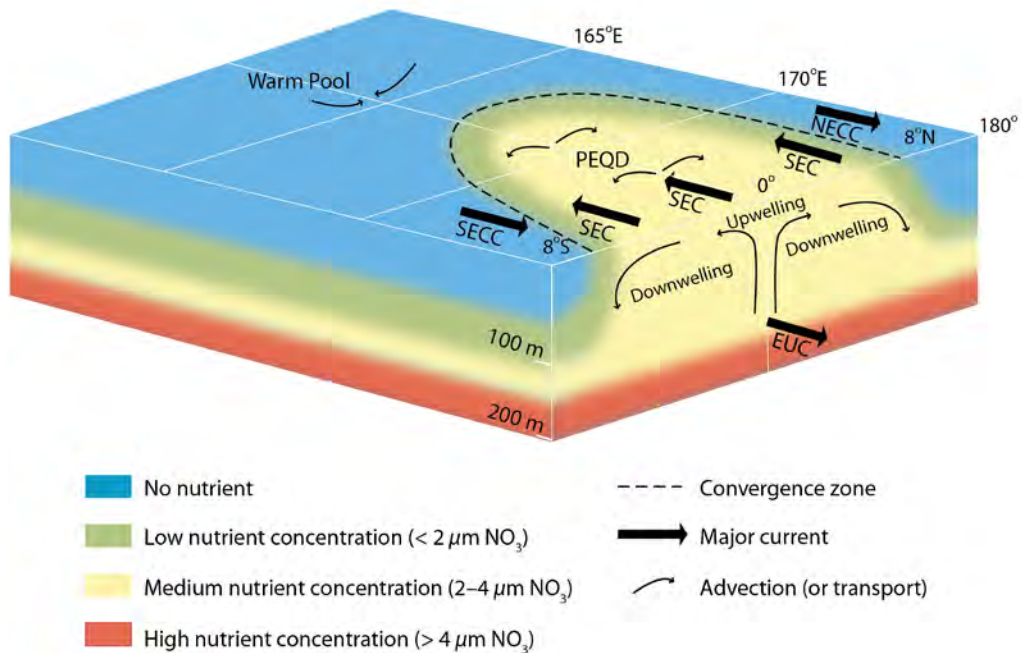 165°E
170°E
180°
Warm Pool
NECC
8°N
SEC
PEQD
0°
SEC
Upwelling
SECC
8°S
SEC
Downwelling
Downwelling
EUC
100 m
200 m
No nutrient
Low nutrient concentration (< 2 µm NO₃)
Medium nutrient concentration (2–4 µm NO₃)
High nutrient concentration (> 4 µm NO₃)
Convergence zone
Major current
Advection (or transport)